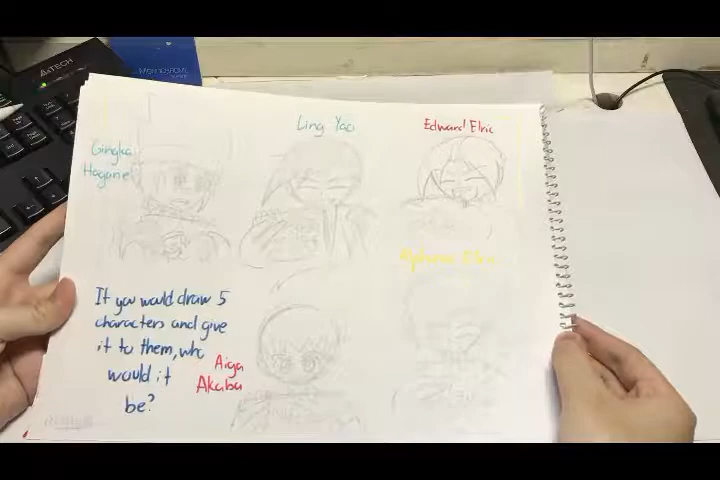 A4TECH
Ling Yao
Edward Elric
Gingka
Hagane
Alphonse Elric
If you would draw 5
characters and give
it to them, who
would it
be?
Aiga
Akaba